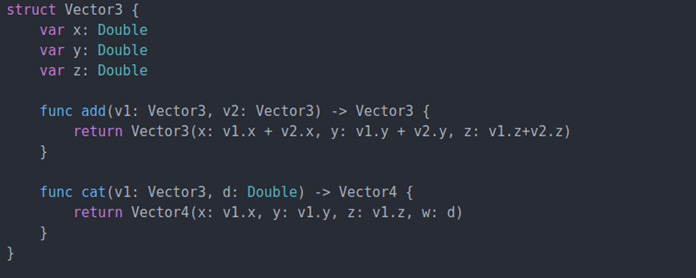 struct Vector3 {
    var x: Double
    var y: Double
    var z: Double

    func add(v1: Vector3, v2: Vector3) -> Vector3 {
        return Vector3(x: v1.x + v2.x, y: v1.y + v2.y, z: v1.z+v2.z)
    }

    func cat(v1: Vector3, d: Double) -> Vector4 {
        return Vector4(x: v1.x, y: v1.y, z: v1.z, w: d)
    }
}